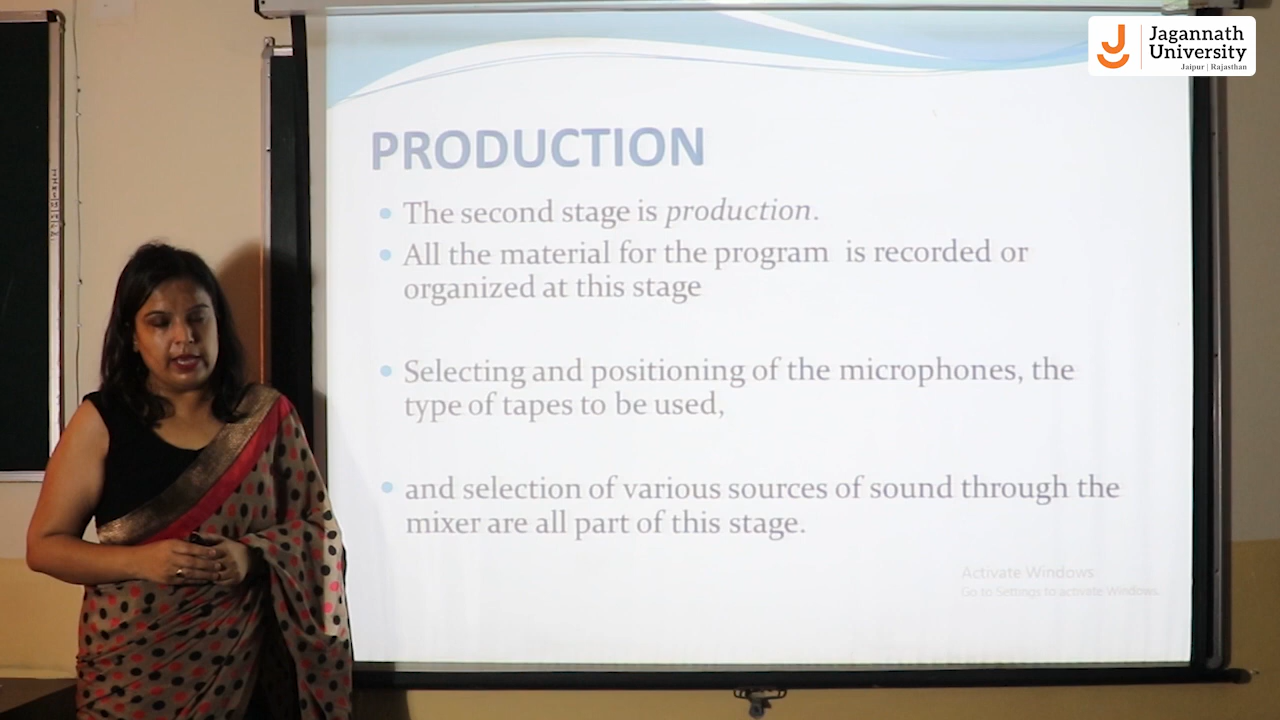 Jagannath
University
Jaipur | Rajasthan
PRODUCTION
The second stage is production.
All the material for the program is recorded or
organized at this stage
Selecting and positioning of the microphones, the
type of tapes to be used,
and selection of various sources of sound through the
mixer are all part of this stage.
Activate Windows
Go to Settings to activate Windows.